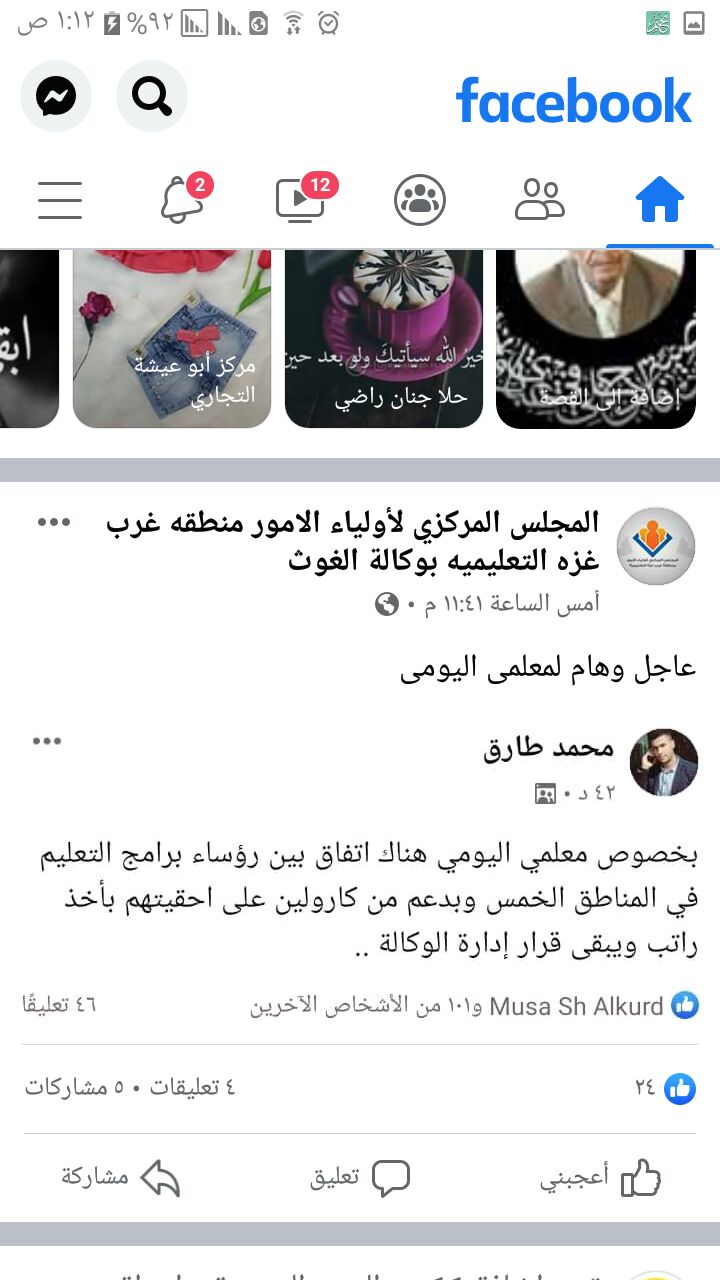 ١:١٢ ص
%٩٢
facebook
2
12
إضافة إلى القصة
خيرُ الله سيأتيكَ ولو بعد حين
حلا جنان راضي
مركز أبو عيشة
التجاري
المجلس المركزي لأولياء الامور منطقه غرب
غزه التعليميه بوكالة الغوث
أمس الساعة ١١:٤١ م •
عاجل وهام لمعلمى اليومى
محمد طارق
٤٢ د •
بخصوص معلمي اليومي هناك اتفاق بين رؤساء برامج التعليم
في المناطق الخمس وبدعم من كارولين على احقيتهم بأخذ
راتب ويبقى قرار إدارة الوكالة ..
Musa Sh Alkurd و١٠١ من الأشخاص الآخرين
٤٦ تعليقًا
٢٤
٤ تعليقات • ٥ مشاركات
أعجبني
تعليق
مشاركة